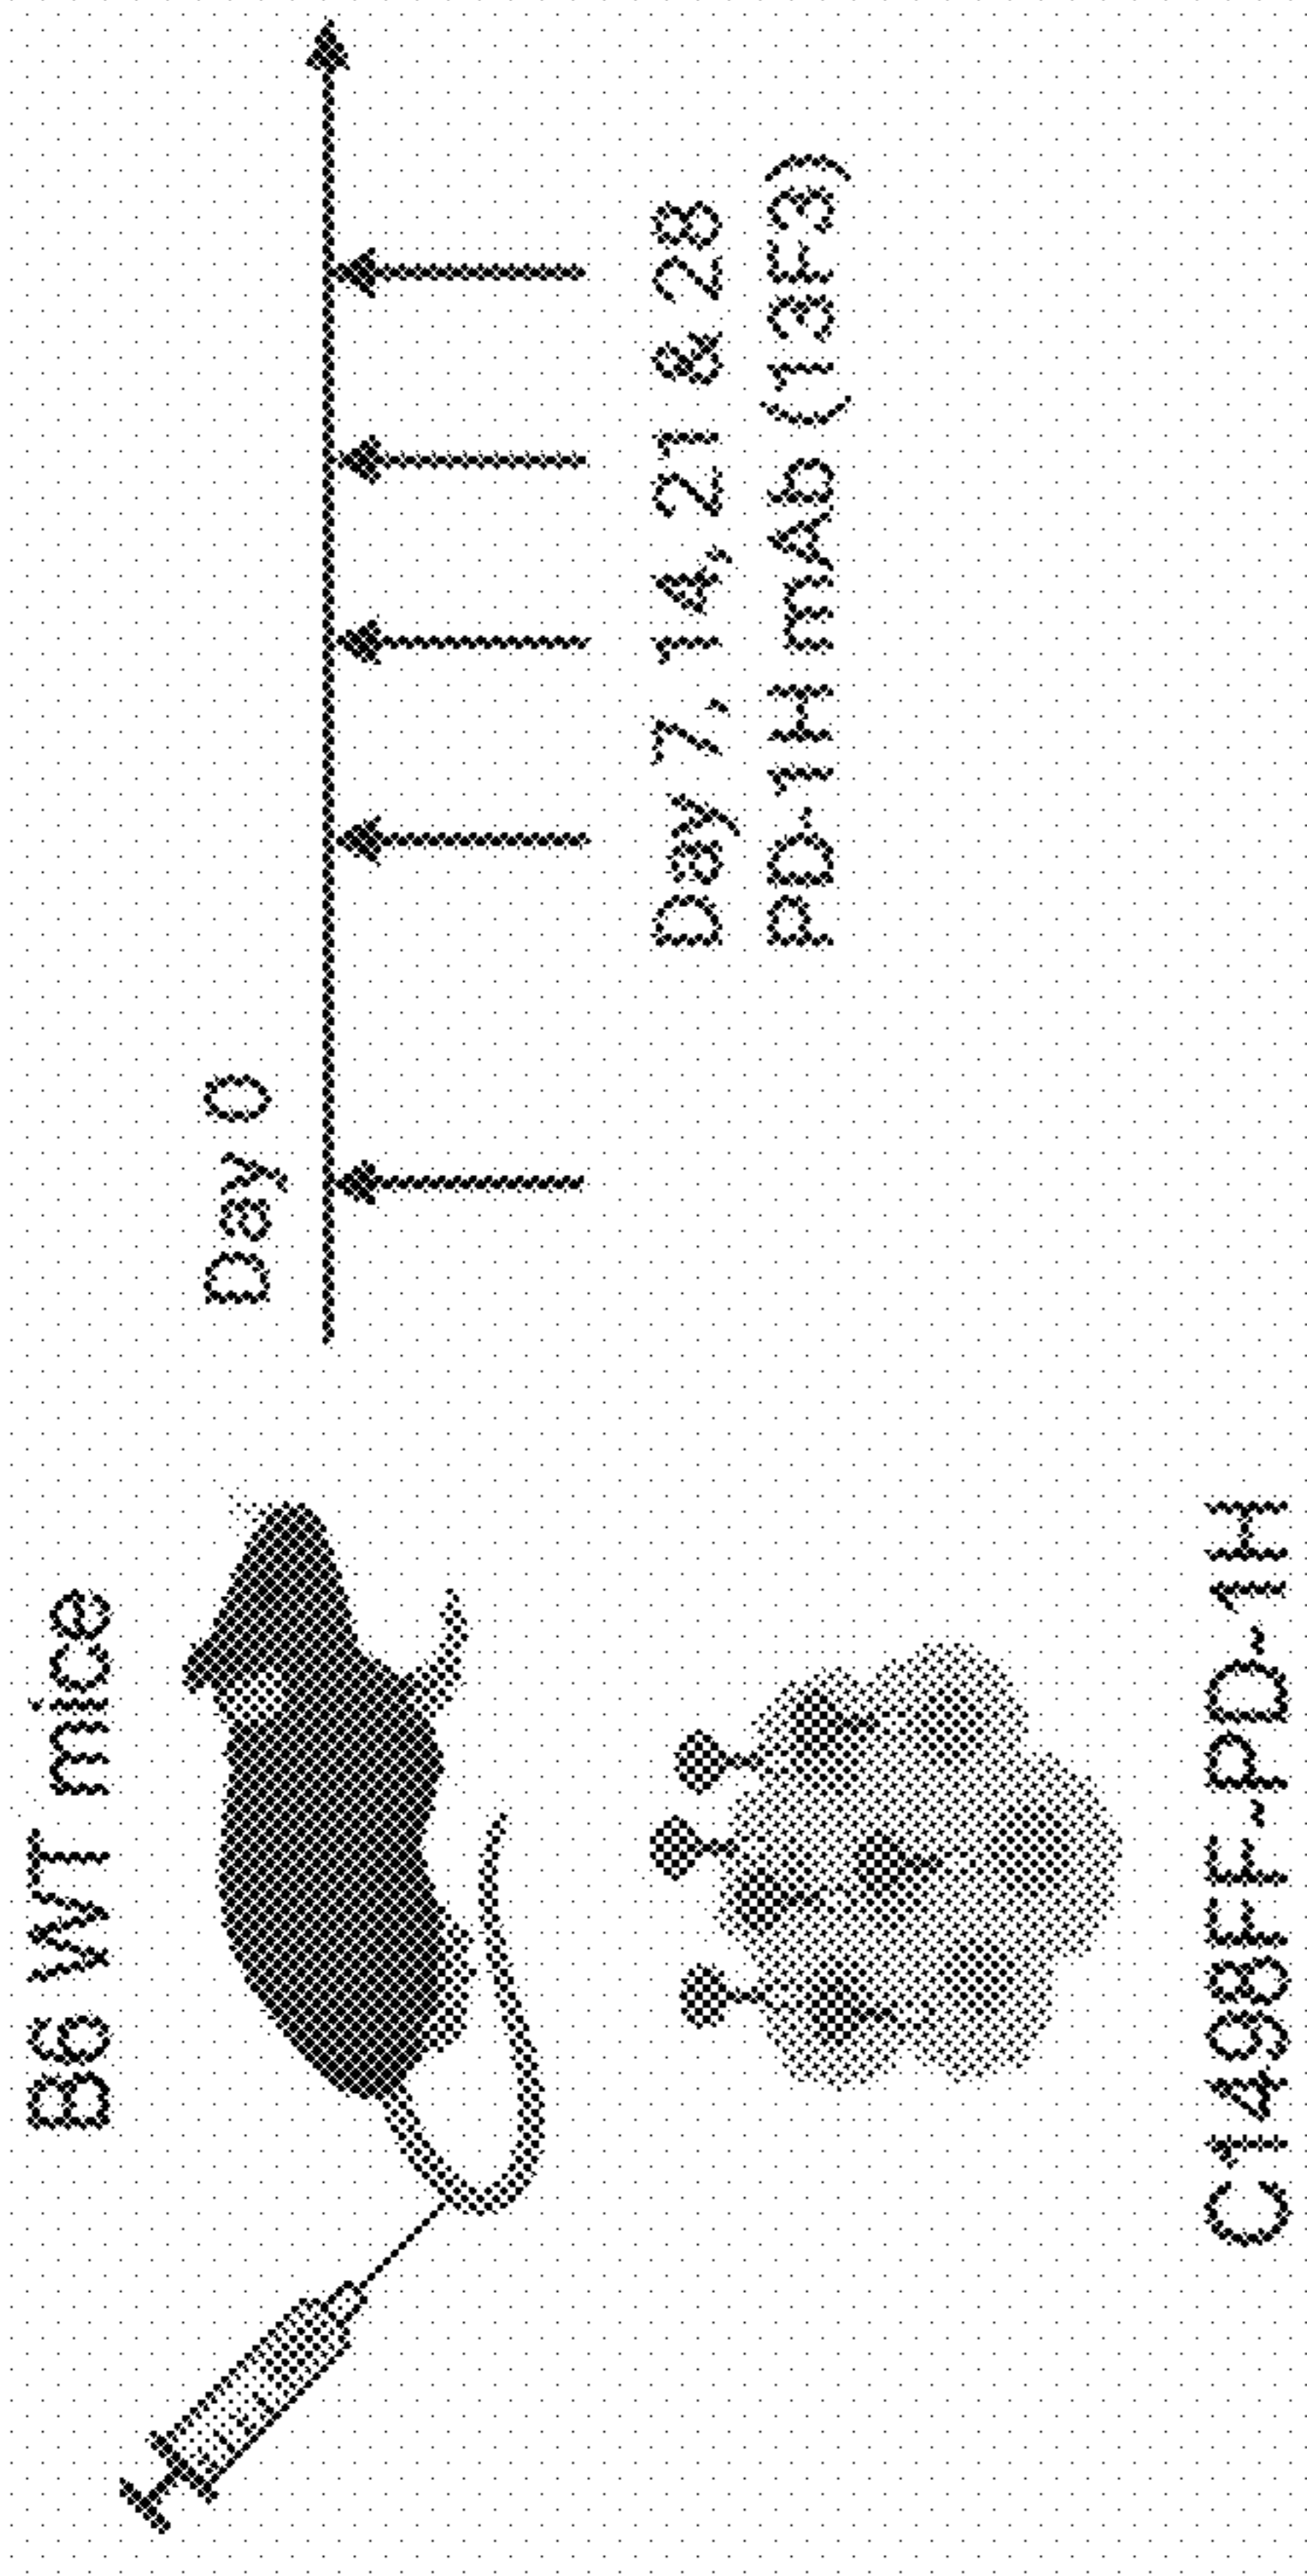 B6 WT mice
Day 0
Day 7, 14, 21 & 28
PD-1H mAb (13F3)
C1498FF-PD-1H